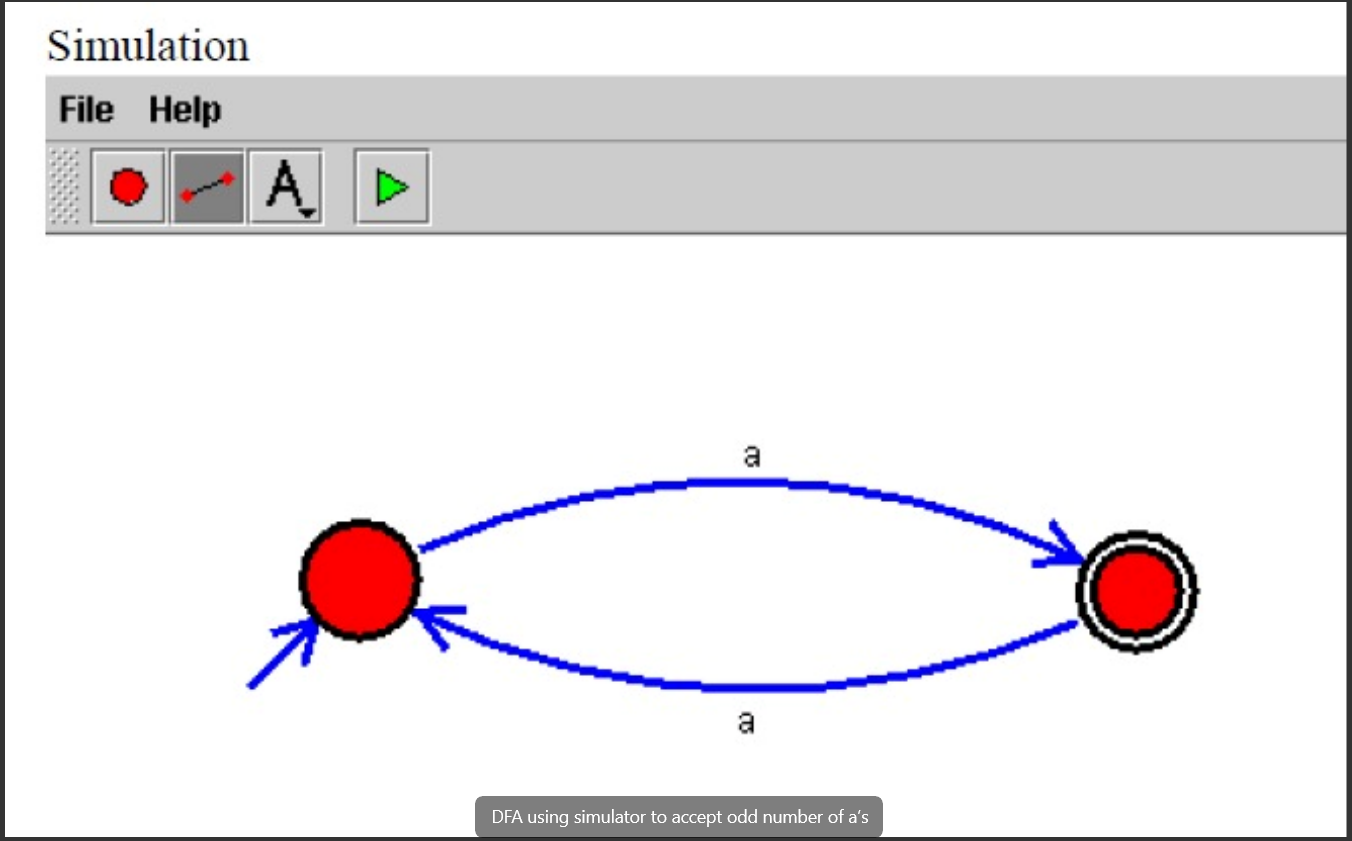 Simulation
File Help
A
a
a
DFA using simulator to accept odd number of a's